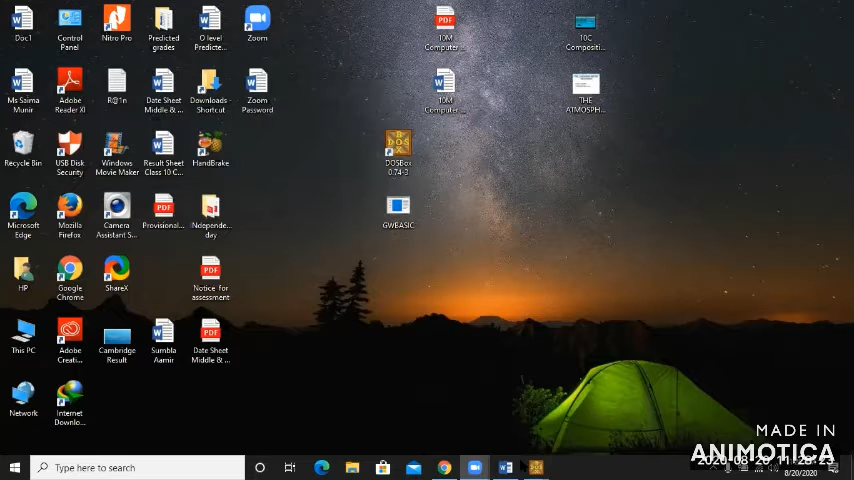 Doc1
Control
Panel
Nitro Pro
Predicted
grades
O level
Predicte...
Zoom
10M
Computer ...
10C
Compositi...
Ms Saima
Munir
Adobe
Reader XI
R@1n
Date Sheet
Middle & ...
Downloads -
Shortcut
Zoom
Password
10M
Computer ...
THE
ATMOSPH...
Recycle Bin
USB Disk
Security
Windows
Movie Maker
Result Sheet
Class 10 C...
HandBrake
DOSBox
0.74-3
Microsoft
Edge
Mozilla
Firefox
Camera
Assistant S...
Provisional...
Independe...
day
GWBASIC
HP
Google
Chrome
ShareX
Notice for
assessment
This PC
Adobe
Creati...
Cambridge
Result
Sumbla
Aamir
Date Sheet
Middle & ...
Network
Internet
Downlo...
MADE IN
ANIMOTICA
Type here to search
8/20/2020